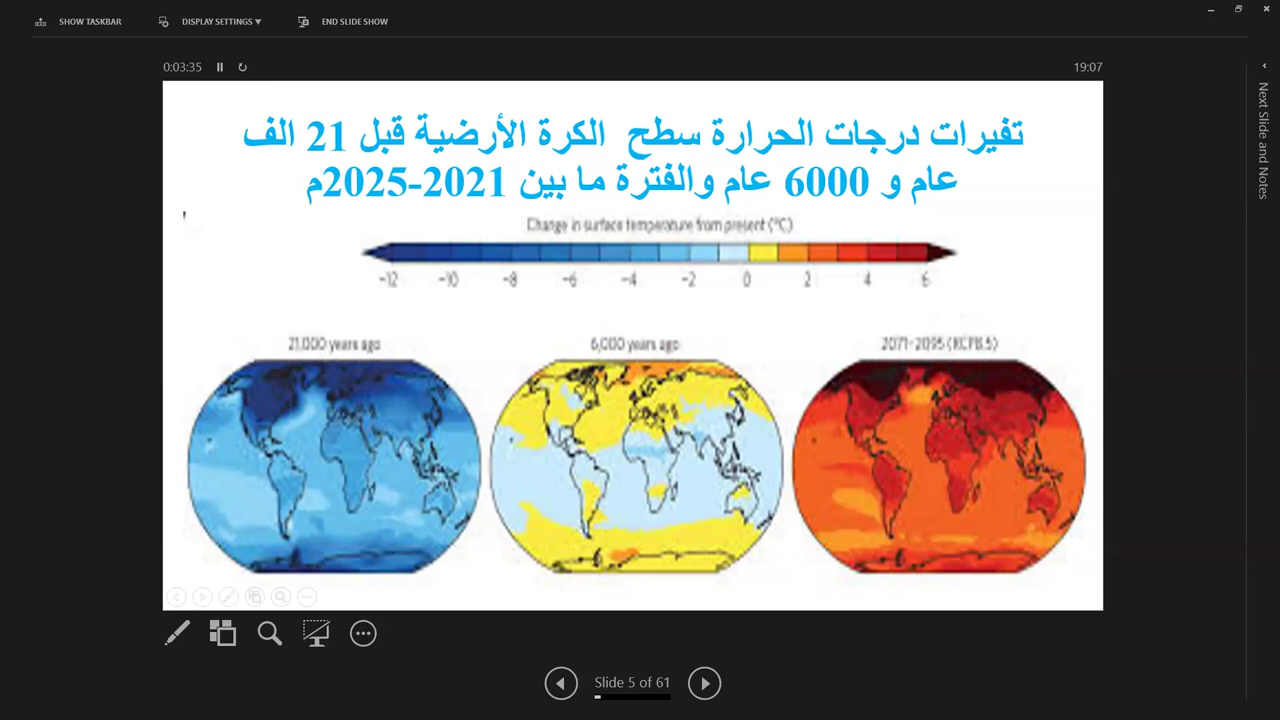 SHOW TASKBAR
DISPLAY SETTINGS
END SLIDE SHOW
0:03:35
19:07
تفيرات درجات الحرارة سطح الكرة الأرضية قبل 21 الف
عام و 6000 عام والفترة ما بين 2021-2025م
Change in surface temperature from present (°C)
-12 -10 -8 -6 -4 -2 0 2 4 6
21,000 years ago
6,000 years ago
2071-2095 (RCP8.5)
Slide 5 of 61
Next Slide and Notes